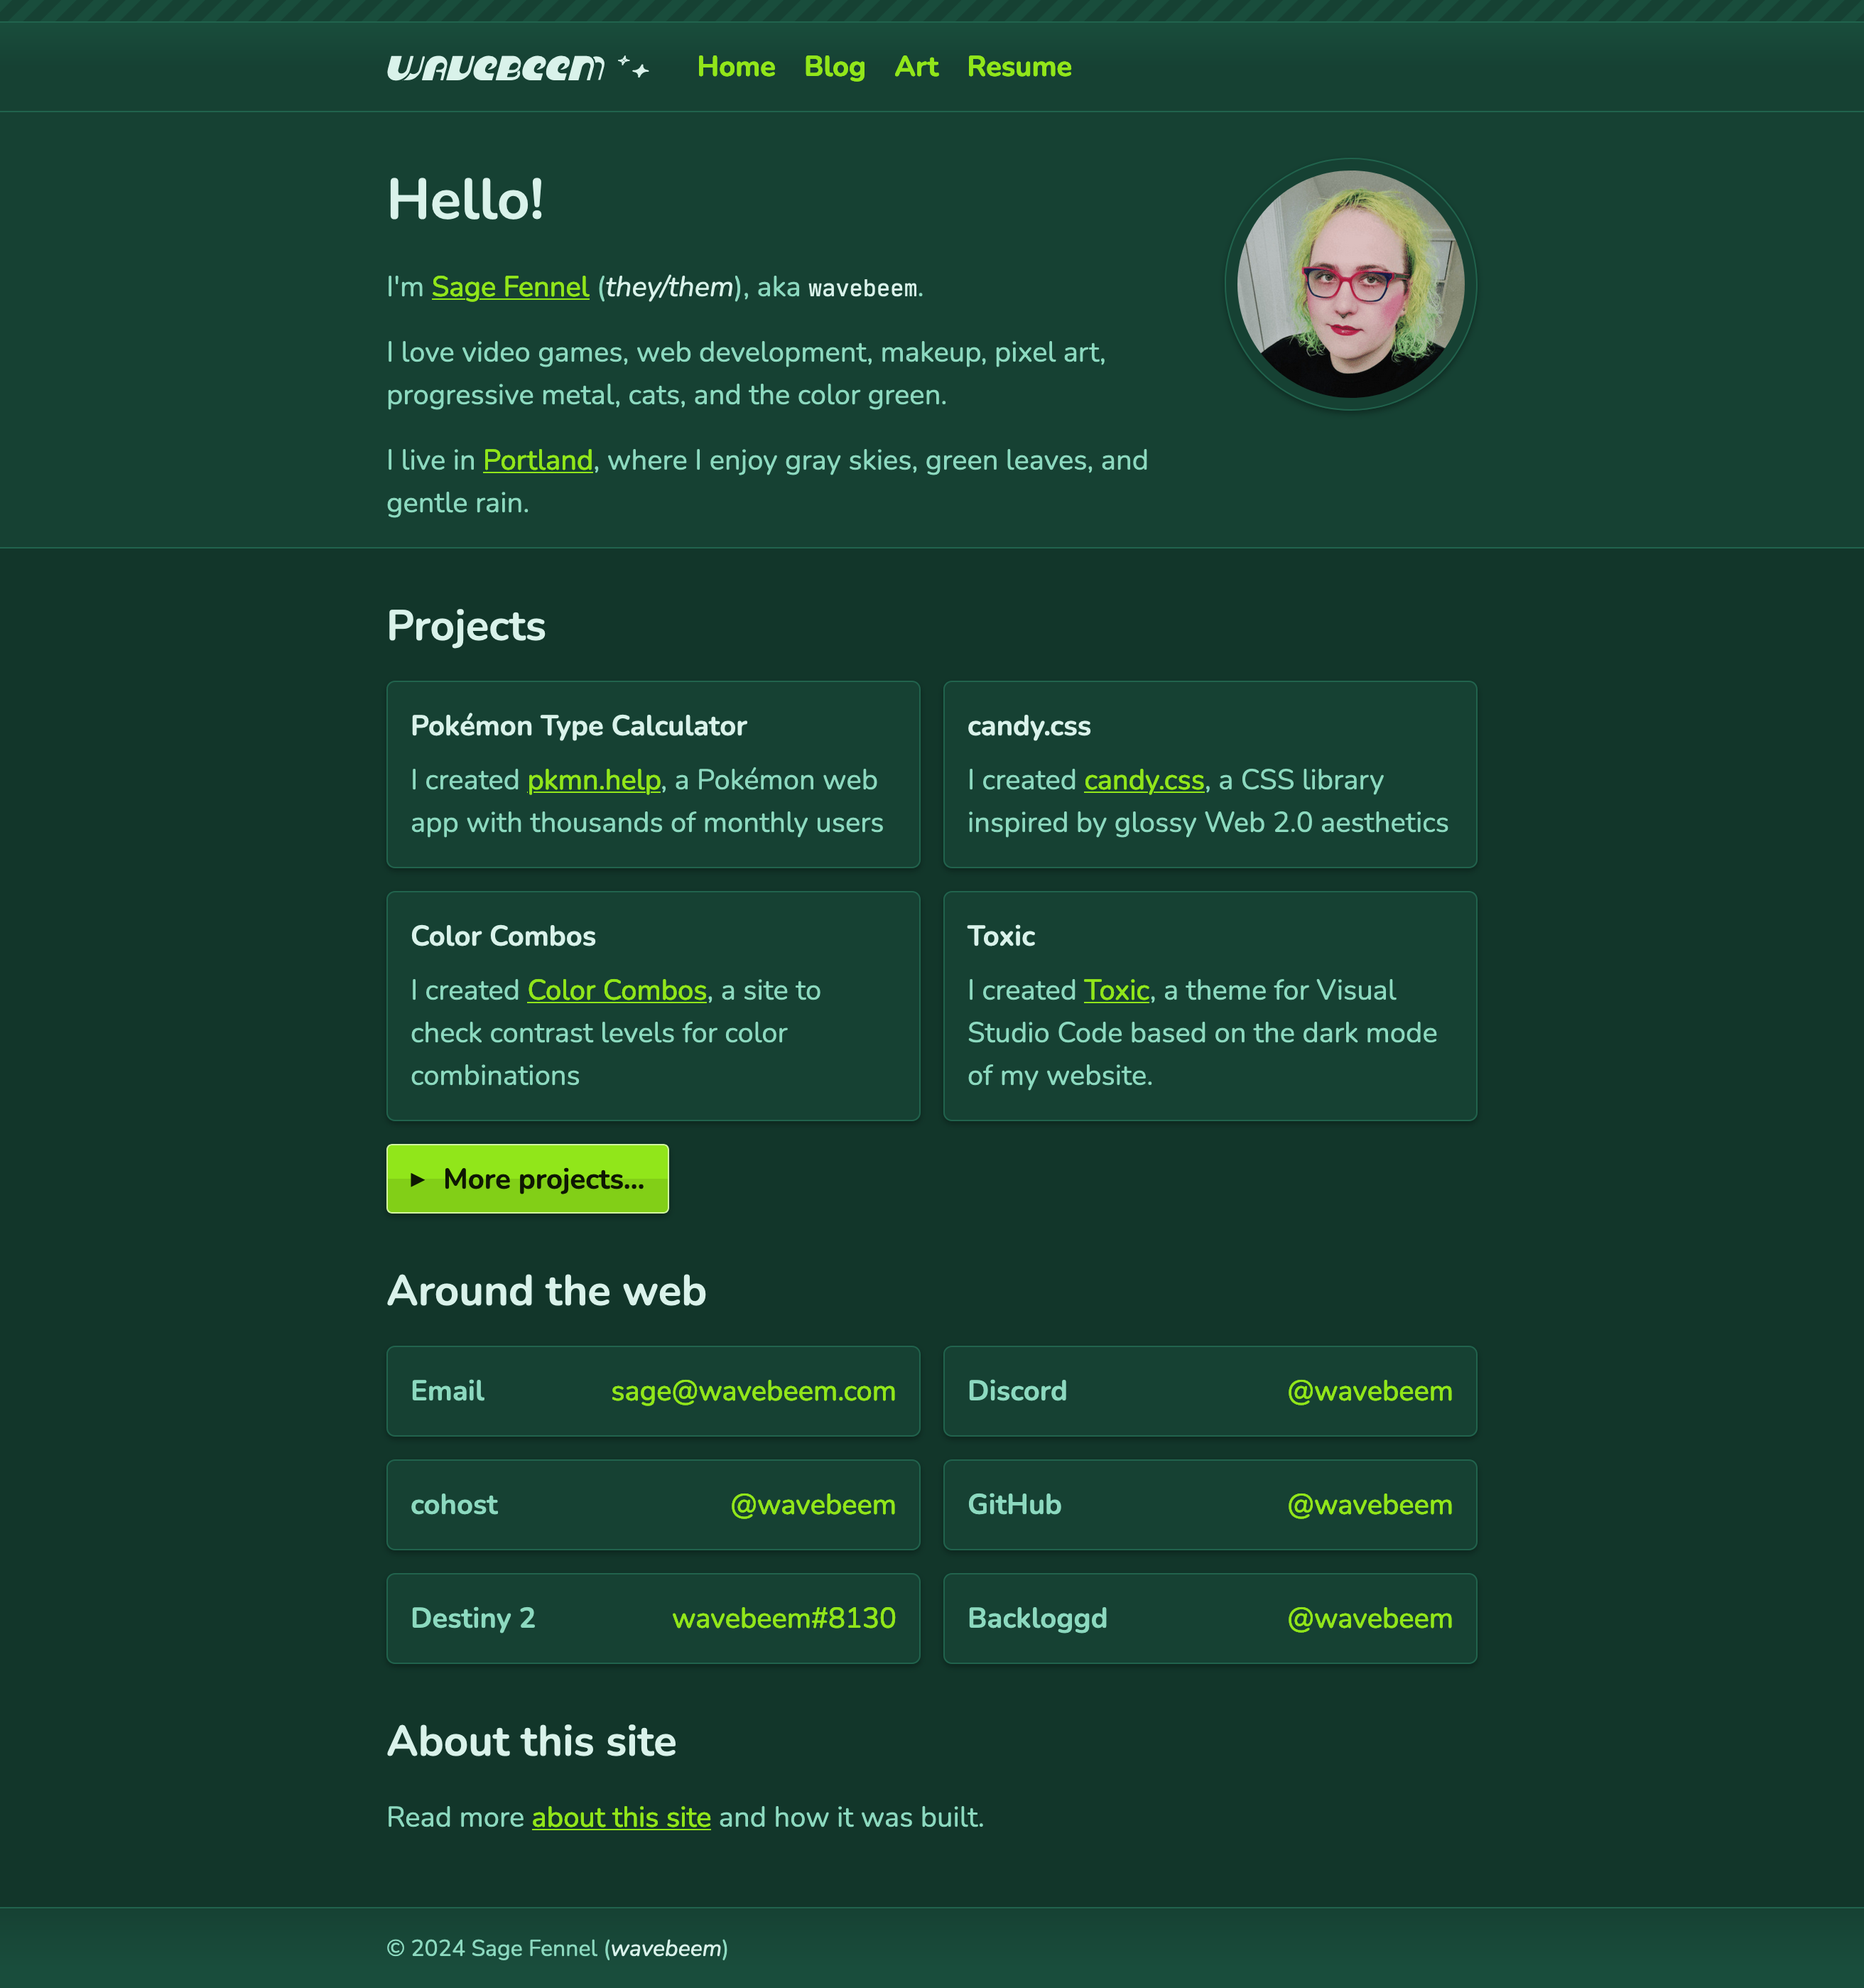 wavebeem
Home Blog Art Resume
Hello!
I'm Sage Fennel (they/them), aka wavebeem.
I love video games, web development, makeup, pixel art,
progressive metal, cats, and the color green.
I live in Portland, where I enjoy gray skies, green leaves, and
gentle rain.
Projects
Pokémon Type Calculator
I created pkmn.help, a Pokémon web
app with thousands of monthly users
candy.css
I created candy.css, a CSS library
inspired by glossy Web 2.0 aesthetics
Color Combos
I created Color Combos, a site to
check contrast levels for color
combinations
Toxic
I created Toxic, a theme for Visual
Studio Code based on the dark mode
of my website.
More projects...
Around the web
Email sage@wavebeem.com
Discord @wavebeem
cohost @wavebeem
GitHub @wavebeem
Destiny 2 wavebeem#8130
Backloggd @wavebeem
About this site
Read more about this site and how it was built.
© 2024 Sage Fennel (wavebeem)